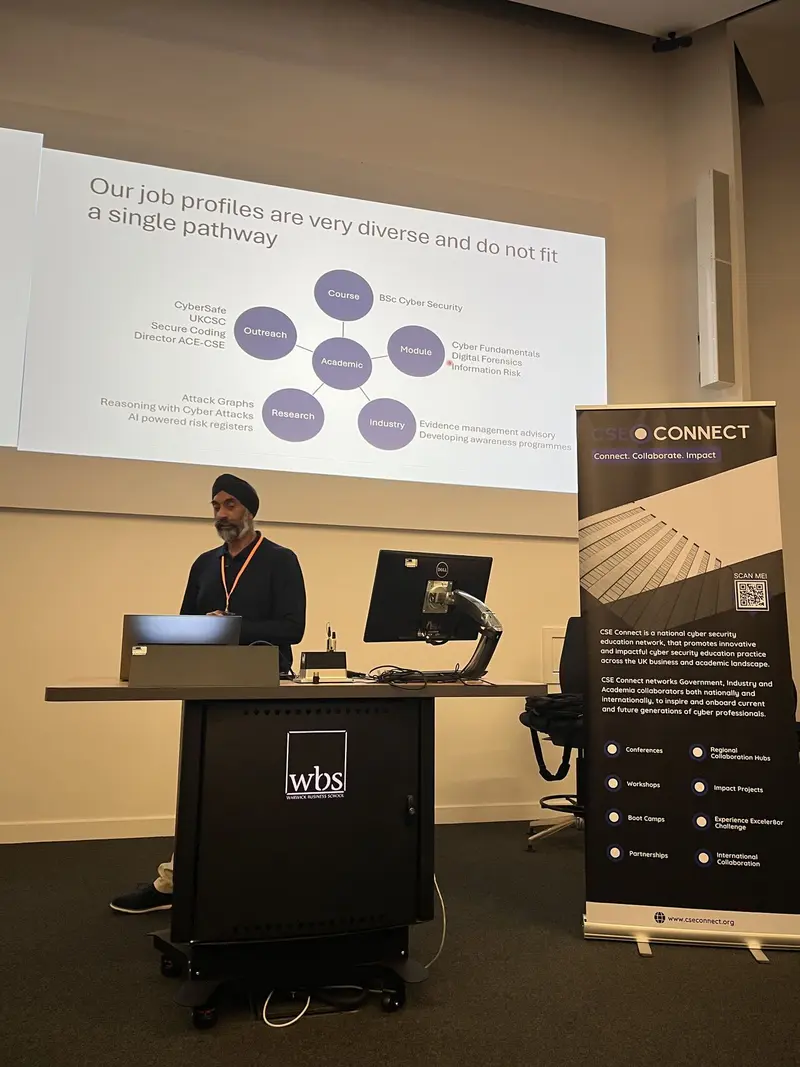 Our job profiles are very diverse and do not fit
a single pathway
Course
BSc Cyber Security
CyberSafe
UKCSC
Secure Coding
Director ACE-CSE
Outreach
Module
Cyber Fundamentals
Digital Forensics
Information Risk
Academic
Attack Graphs
Reasoning with Cyber Attacks
AI powered risk registers
Research
Industry
Evidence management advisory
Developing awareness programmes
CSE CONNECT
Connect. Collaborate. Impact
SCAN ME!
CSE Connect is a national cyber security
education network, that promotes innovative
and impactful cyber security education practice
across the UK business and academic landscape.
CSE Connect networks Government, Industry and
Academia collaborators both nationally and
internationally, to inspire and onboard current
and future generations of cyber professionals.
Conferences
Regional
Collaboration Hubs
Workshops
Impact Projects
Boot Camps
Experience Exceler8or
Challenge
Partnerships
International
Collaboration
www.cseconnect.org
DELL
wbs
WARWICK BUSINESS SCHOOL